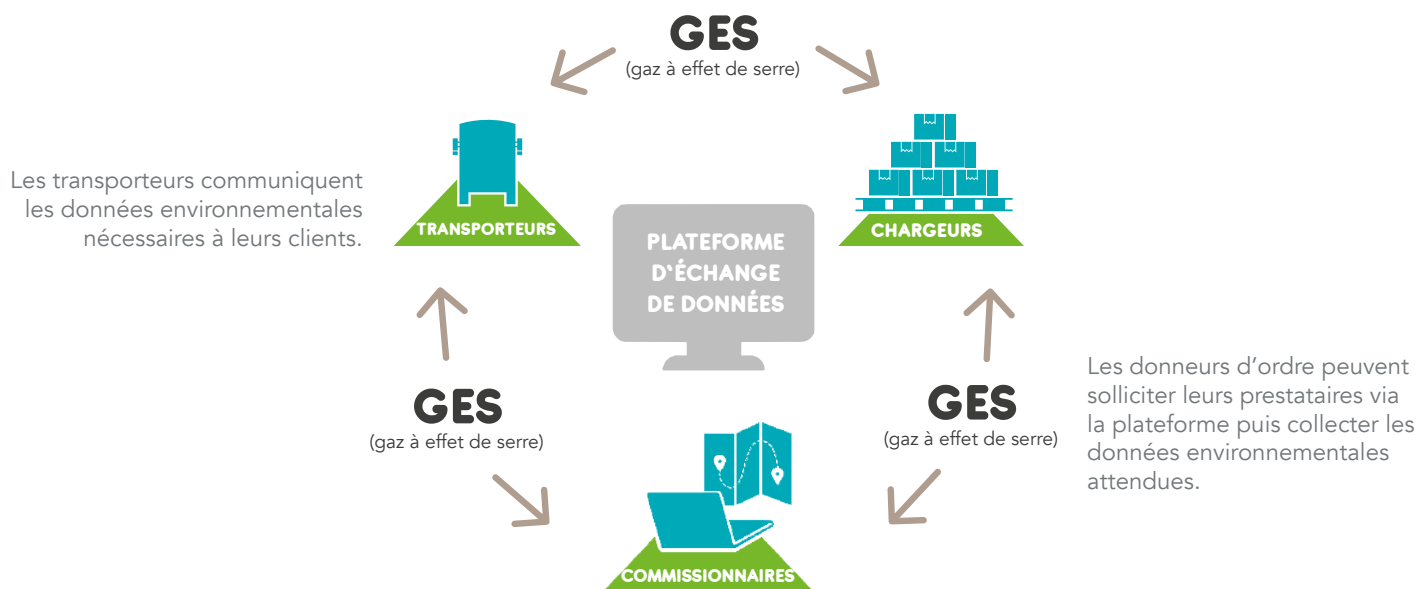 GES
(gaz à effet de serre)
Les transporteurs communiquent
les données environnementales
nécessaires à leurs clients.
TRANSPORTEURS
PLATEFORME
D'ÉCHANGE
DE DONNÉES
CHARGEURS
GES
(gaz à effet de serre)
GES
(gaz à effet de serre)
Les donneurs d’ordre peuvent
solliciter leurs prestataires via
la plateforme puis collecter les
données environnementales
attendues.
COMMISSIONNAIRES